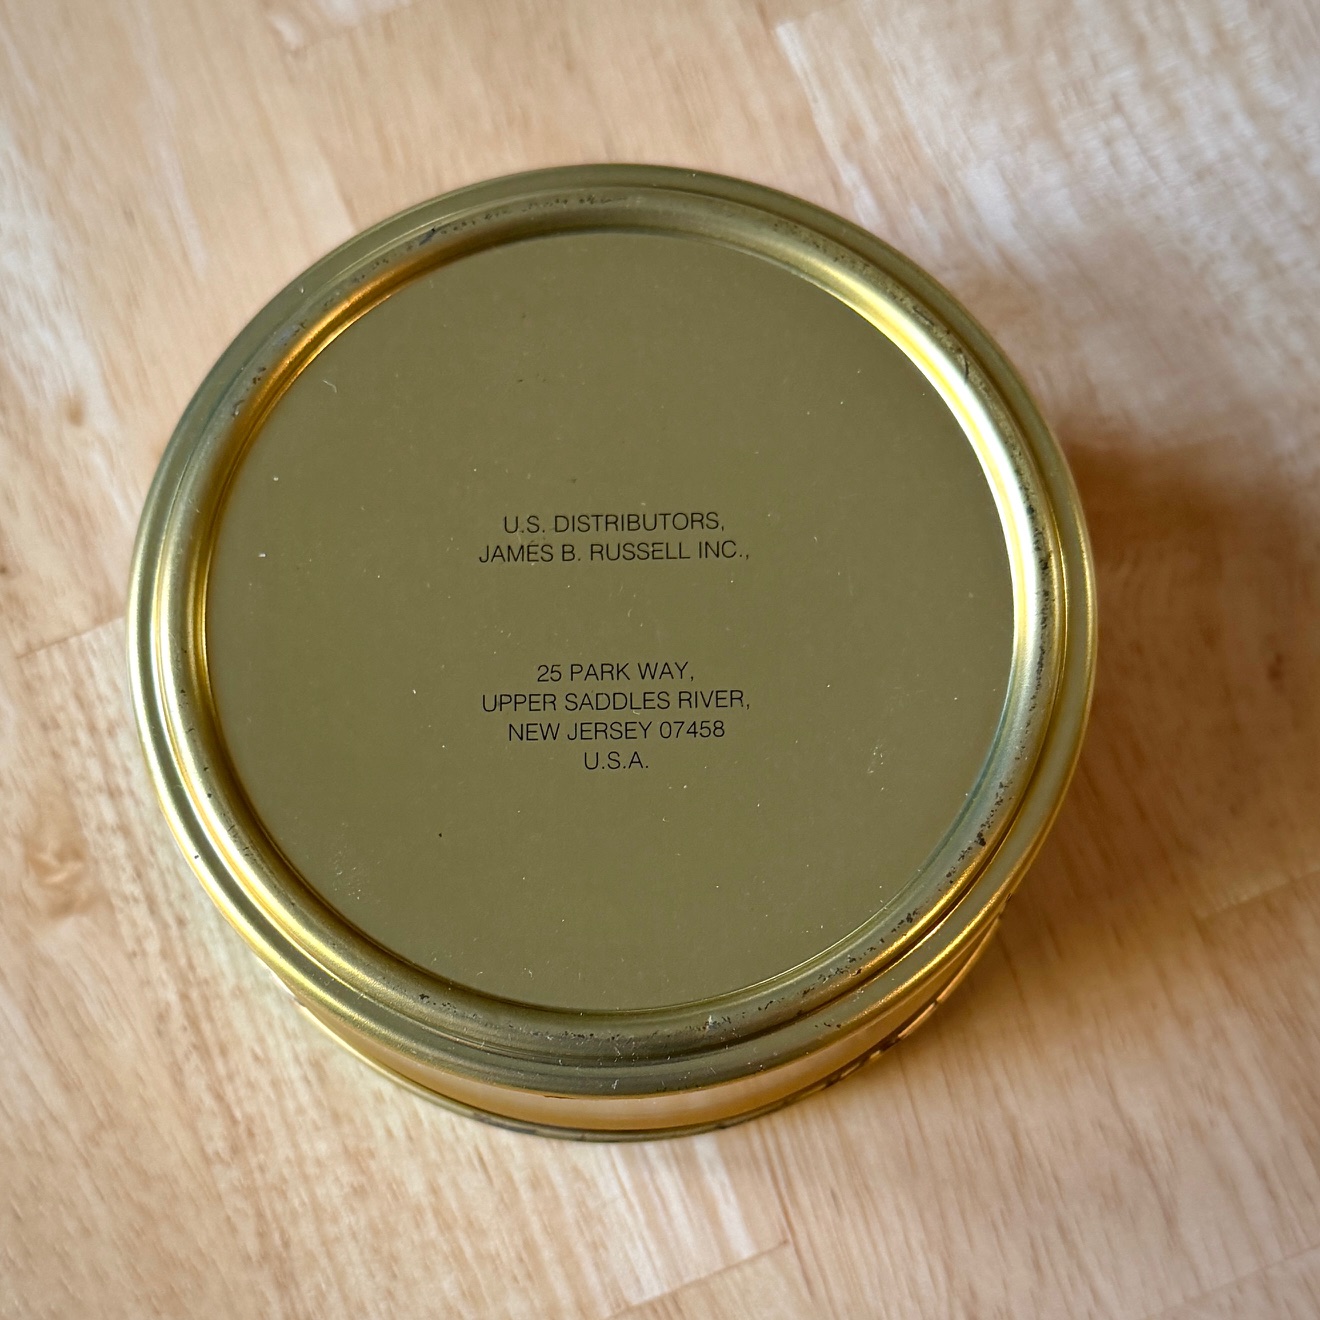 U.S. DISTRIBUTORS,
JAMES B. RUSSELL INC.,
25 PARK WAY,
UPPER SADDLES RIVER,
NEW JERSEY 07458
U.S.A.